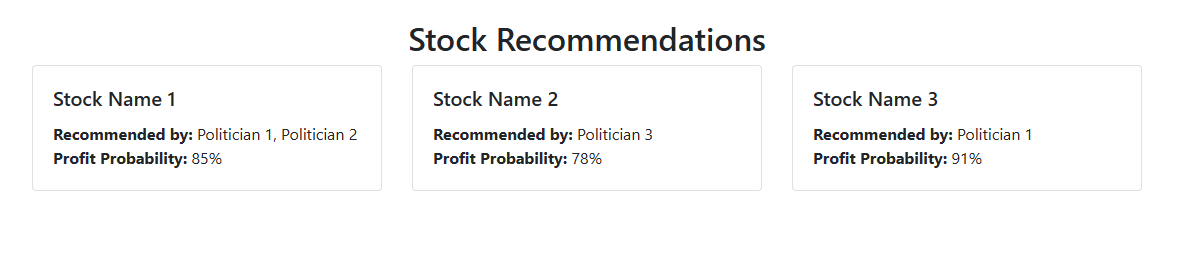 Stock Recommendations
Stock Name 1
Recommended by: Politician 1, Politician 2
Profit Probability: 85%
Stock Name 2
Recommended by: Politician 3
Profit Probability: 78%
Stock Name 3
Recommended by: Politician 1
Profit Probability: 91%